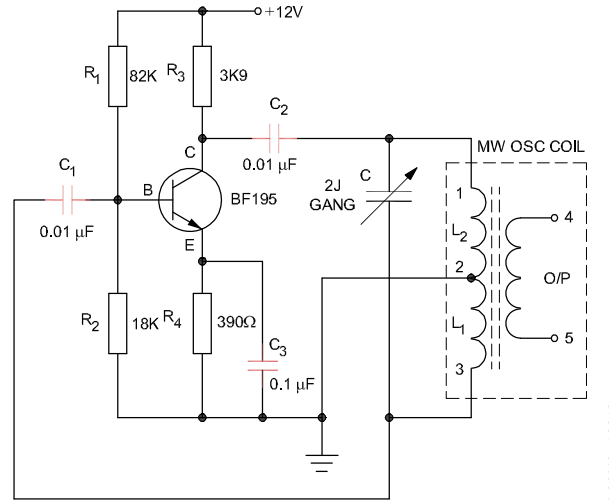 +12V
R1 82K
R3 3K9
C2
0.01 µF
MW OSC COIL
C1
0.01 µF
C
B
E
BF195
C
2J
GANG
1
L2
2
L1
3
4
O/P
5
R2 18K
R4 390Ω
C3
0.1 µF